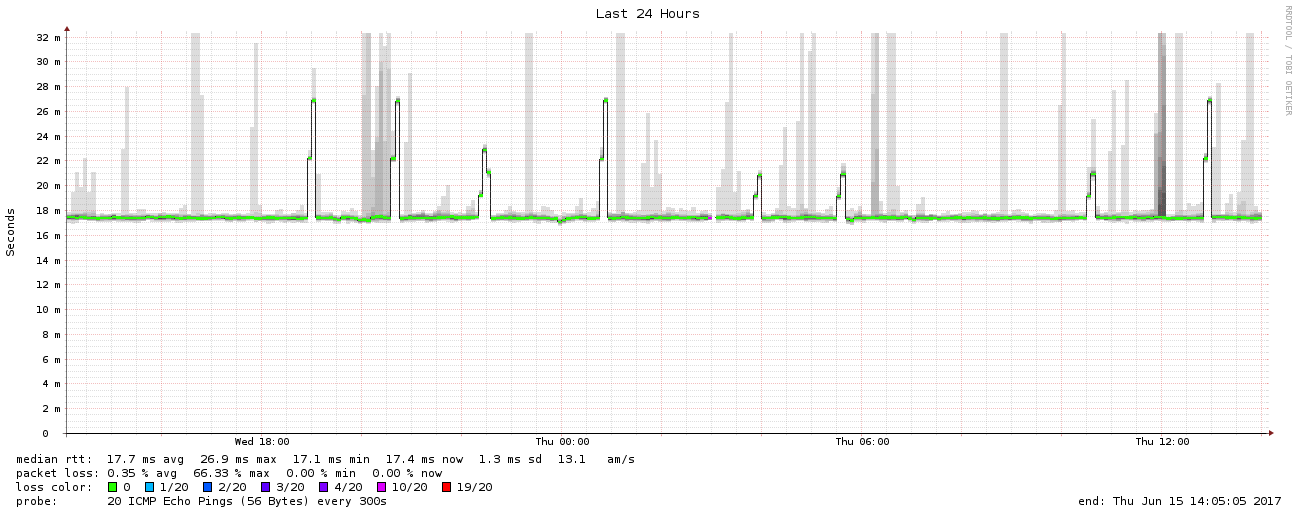 Last 24 Hours
RRDTOOL / TOBI OETIKER
Seconds
32 m
30 m
28 m
26 m
24 m
22 m
20 m
18 m
16 m
14 m
12 m
10 m
8 m
6 m
4 m
2 m
0
Wed 18:00 Thu 00:00 Thu 06:00 Thu 12:00
median rtt: 17.7 ms avg 26.9 ms max 17.1 ms min 17.4 ms now 1.3 ms sd 13.1 am/s
packet loss: 0.35 % avg 66.33 % max 0.00 % min 0.00 % now
loss color: 0 1/20 2/20 3/20 4/20 10/20 19/20
probe: 20 ICMP Echo Pings (56 Bytes) every 300s end: Thu Jun 15 14:05:05 2017